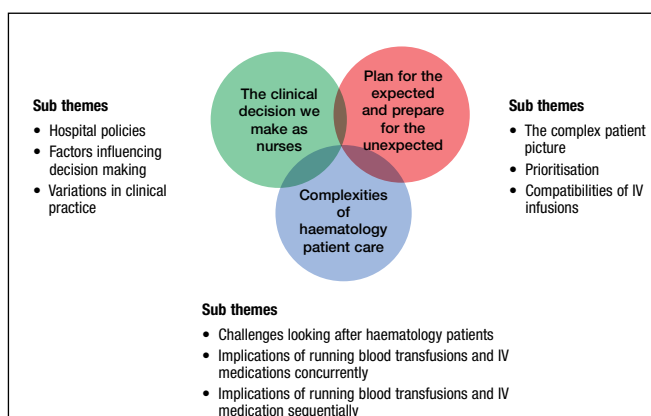 The clinical
decision we
make as
nurses
Plan for the
expected
and prepare
for the
unexpected
Complexities
of
haematology
patient care
Sub themes
• Hospital policies
• Factors influencing
decision making
• Variations in clinical
practice
Sub themes
• The complex patient
picture
• Prioritisation
• Compatibilities of IV
infusions
Sub themes
• Challenges looking after haematology patients
• Implications of running blood transfusions and IV
medications concurrently
• Implications of running blood transfusions and IV
medication sequentially